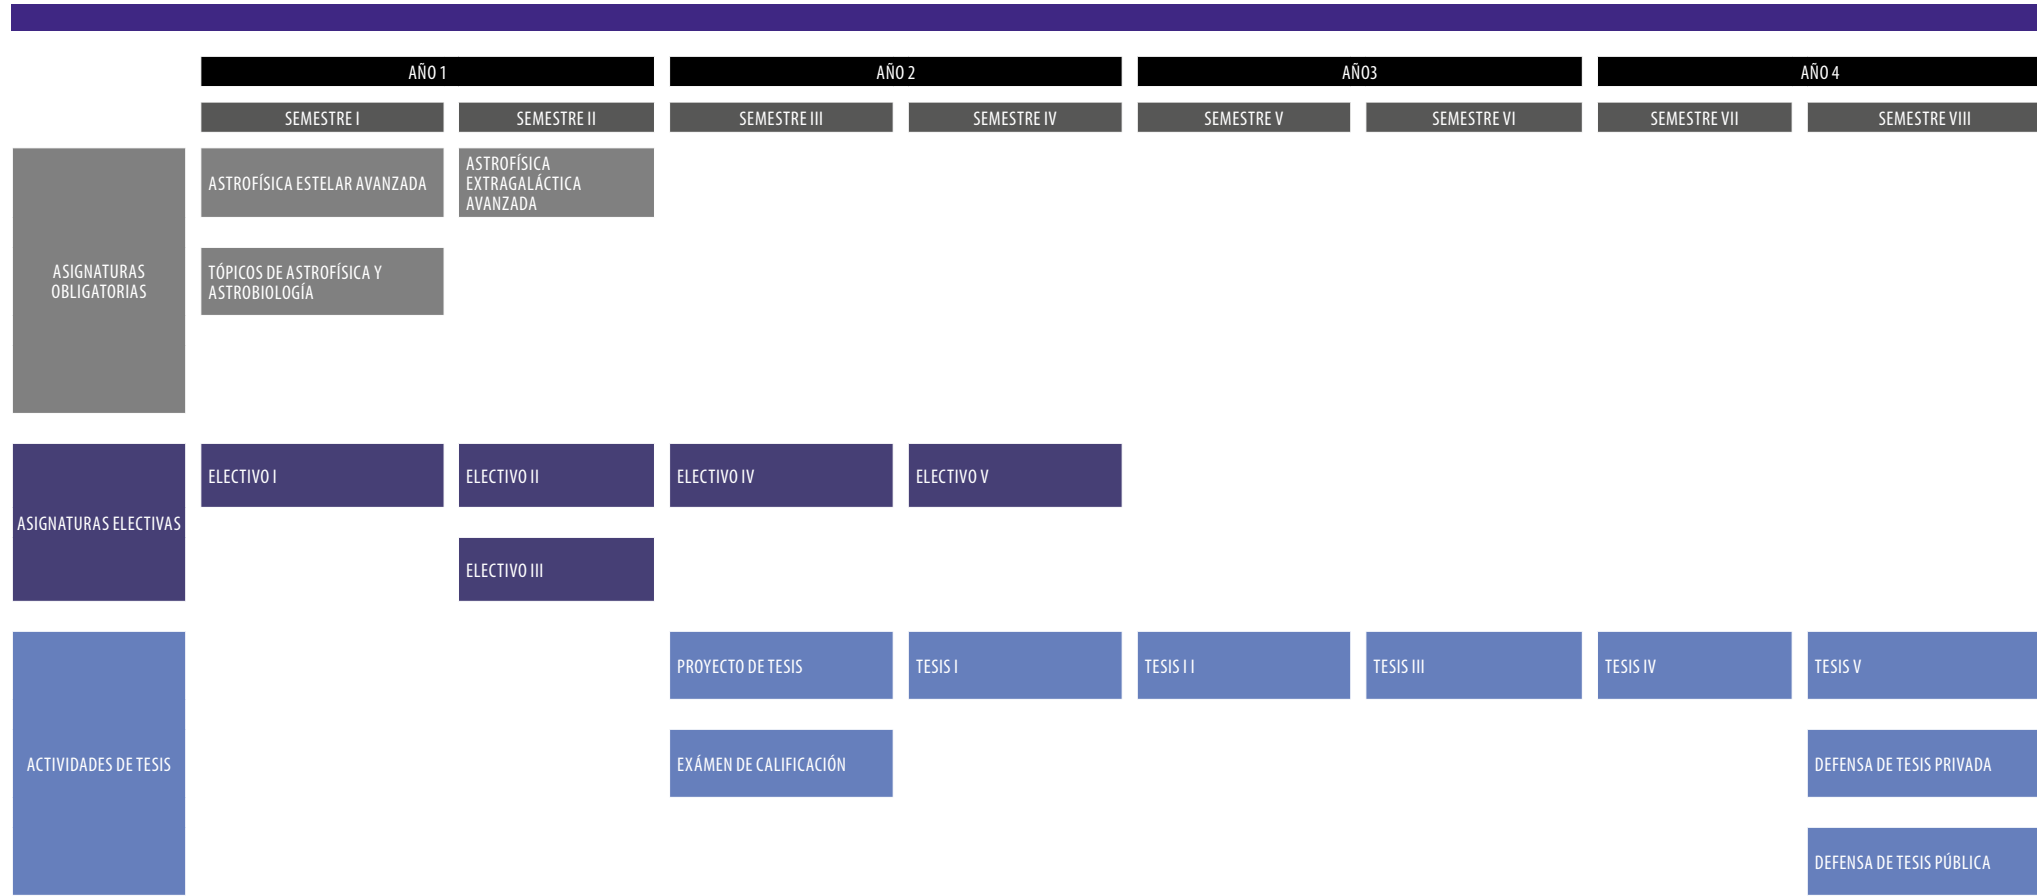 AÑO 1
AÑO 2
AÑO3
AÑO 4
SEMESTRE I
SEMESTRE II
SEMESTRE III
SEMESTRE IV
SEMESTRE V
SEMESTRE VI
SEMESTRE VII
SEMESTRE VIII
ASIGNATURAS
OBLIGATORIAS
ASTROFÍSICA ESTELAR AVANZADA
ASTROFÍSICA
EXTRAGALÁCTICA
AVANZADA
TÓPICOS DE ASTROFÍSICA Y
ASTROBIOLOGÍA
ASIGNATURAS ELECTIVAS
ELECTIVO I
ELECTIVO II
ELECTIVO IV
ELECTIVO V
ELECTIVO III
ACTIVIDADES DE TESIS
PROYECTO DE TESIS
TESIS I
TESIS I I
TESIS III
TESIS IV
TESIS V
EXÁMEN DE CALIFICACIÓN
DEFENSA DE TESIS PRIVADA
DEFENSA DE TESIS PÚBLICA